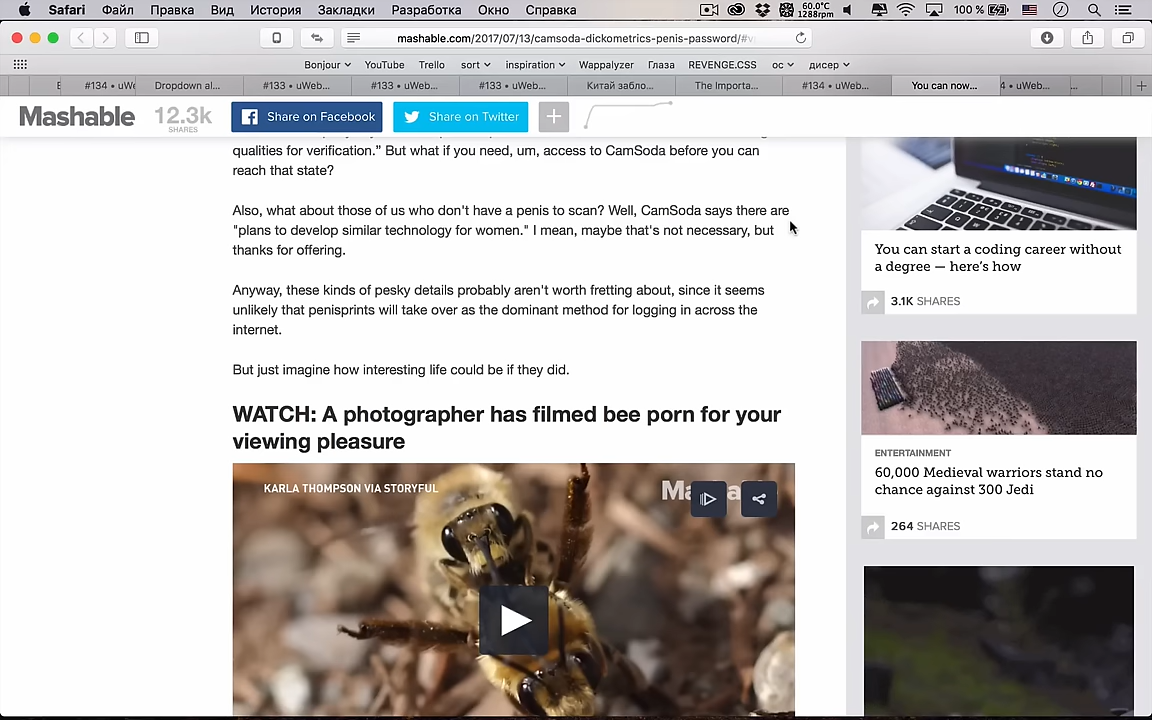 Safari Файл Правка Вид История Закладки Разработка Окно Справка 60.0°C 1288rpm 100 %
mashable.com/2017/07/13/camsoda-dickometrics-penis-password/#v
Bonjour YouTube Trello sort inspiration Wappalyzer Глаза REVENGE.CSS ос дисер
#134 • uWe Dropdown al... #133 • uWeb... #133 • uWeb... #133 • uWeb... Китай забло... The Importa... #134 • uWeb... You can now... 4 • uWeb... ...
Mashable 12.3k SHARES Share on Facebook Share on Twitter
qualities for verification.” But what if you need, um, access to CamSoda before you can
reach that state?
Also, what about those of us who don't have a penis to scan? Well, CamSoda says there are
"plans to develop similar technology for women." I mean, maybe that's not necessary, but
thanks for offering.
Anyway, these kinds of pesky details probably aren't worth fretting about, since it seems
unlikely that penisprints will take over as the dominant method for logging in across the
internet.
But just imagine how interesting life could be if they did.
WATCH: A photographer has filmed bee porn for your
viewing pleasure
KARLA THOMPSON VIA STORYFUL
You can start a coding career without
a degree — here’s how
3.1K SHARES
ENTERTAINMENT
60,000 Medieval warriors stand no
chance against 300 Jedi
264 SHARES